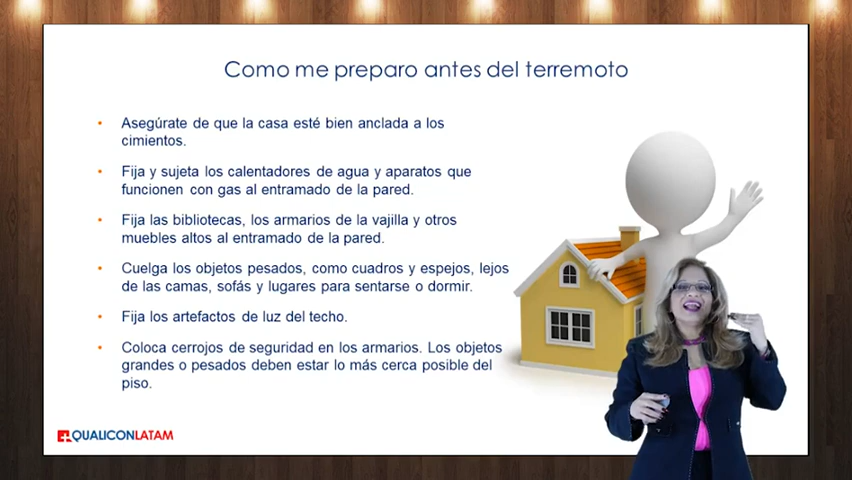 Como me preparo antes del terremoto
• Asegúrate de que la casa esté bien anclada a los
cimientos.
• Fija y sujeta los calentadores de agua y aparatos que
funcionen con gas al entramado de la pared.
• Fija las bibliotecas, los armarios de la vajilla y otros
muebles altos al entramado de la pared.
• Cuelga los objetos pesados, como cuadros y espejos, lejos
de las camas, sofás y lugares para sentarse o dormir.
• Fija los artefactos de luz del techo.
• Coloca cerrojos de seguridad en los armarios. Los objetos
grandes o pesados deben estar lo más cerca posible del
piso.
QUALICONLATAM